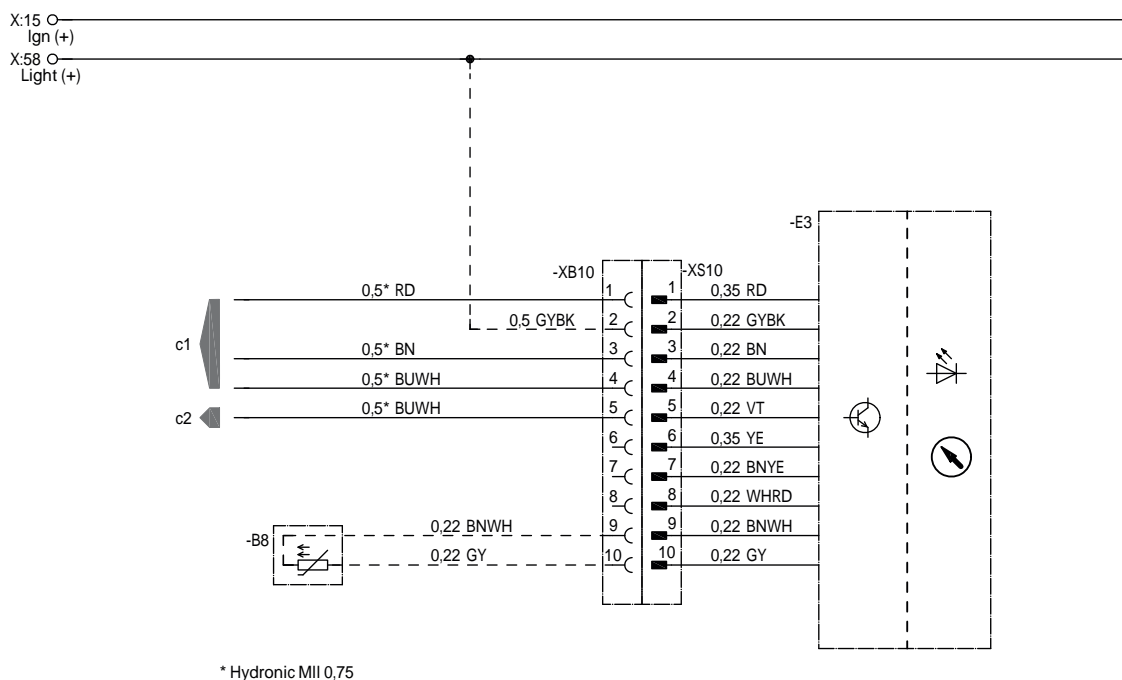 X:15
Ign (+)
X:58
Light (+)
-E3
-XB10
-XS10
0,5* RD 1 1 0,35 RD
0,5 GYBK 2 2 0,22 GYBK
c1
0,5* BN 3 3 0,22 BN
0,5* BUWH 4 4 0,22 BUWH
c2 0,5* BUWH 5 5 0,22 VT
6 6 0,35 YE
7 7 0,22 BNYE
8 8 0,22 WHRD
-B8 0,22 BNWH 9 9 0,22 BNWH
0,22 GY 10 10 0,22 GY
* Hydronic MII 0,75